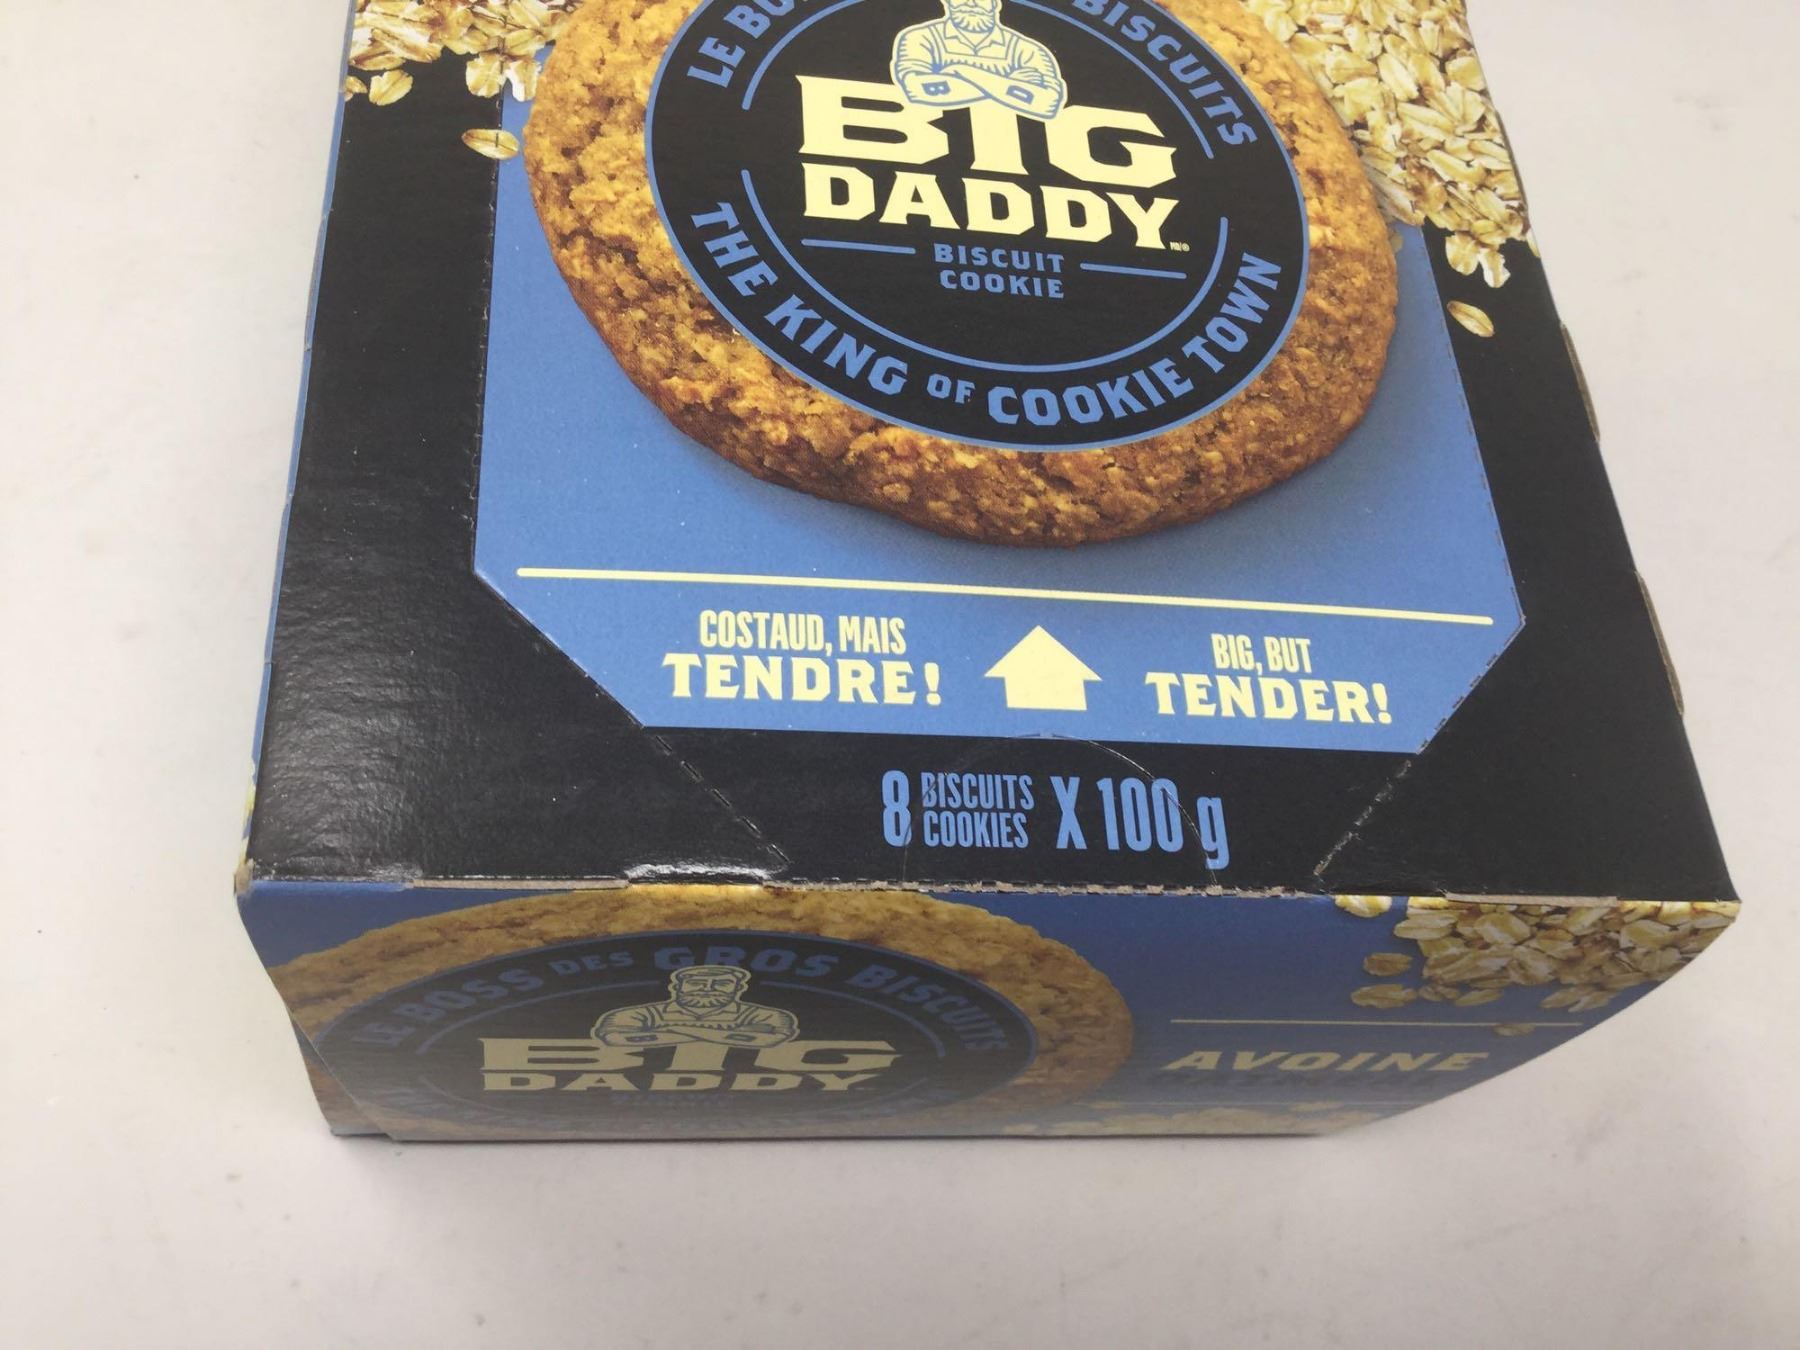 LE BO
BISCUITS
B D
BIG
DADDY MD/®
BISCUIT
COOKIE
THE KING OF COOKIE TOWN
COSTAUD, MAIS
TENDRE!
BIG, BUT
TENDER!
8 BISCUITS
COOKIES X 100 g
LE BOSS DES GROS BISCUITS
BIG
DADDY
AVOINE